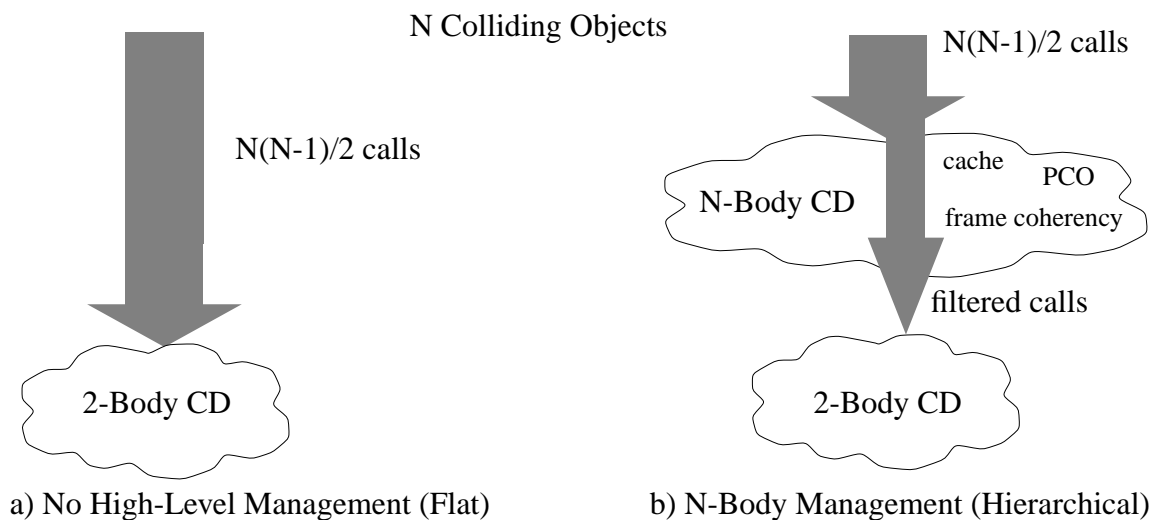 N Colliding Objects
N(N-1)/2 calls
2-Body CD
a) No High-Level Management (Flat)
N(N-1)/2 calls
cache
PCO
N-Body CD
frame coherency
filtered calls
2-Body CD
b) N-Body Management (Hierarchical)